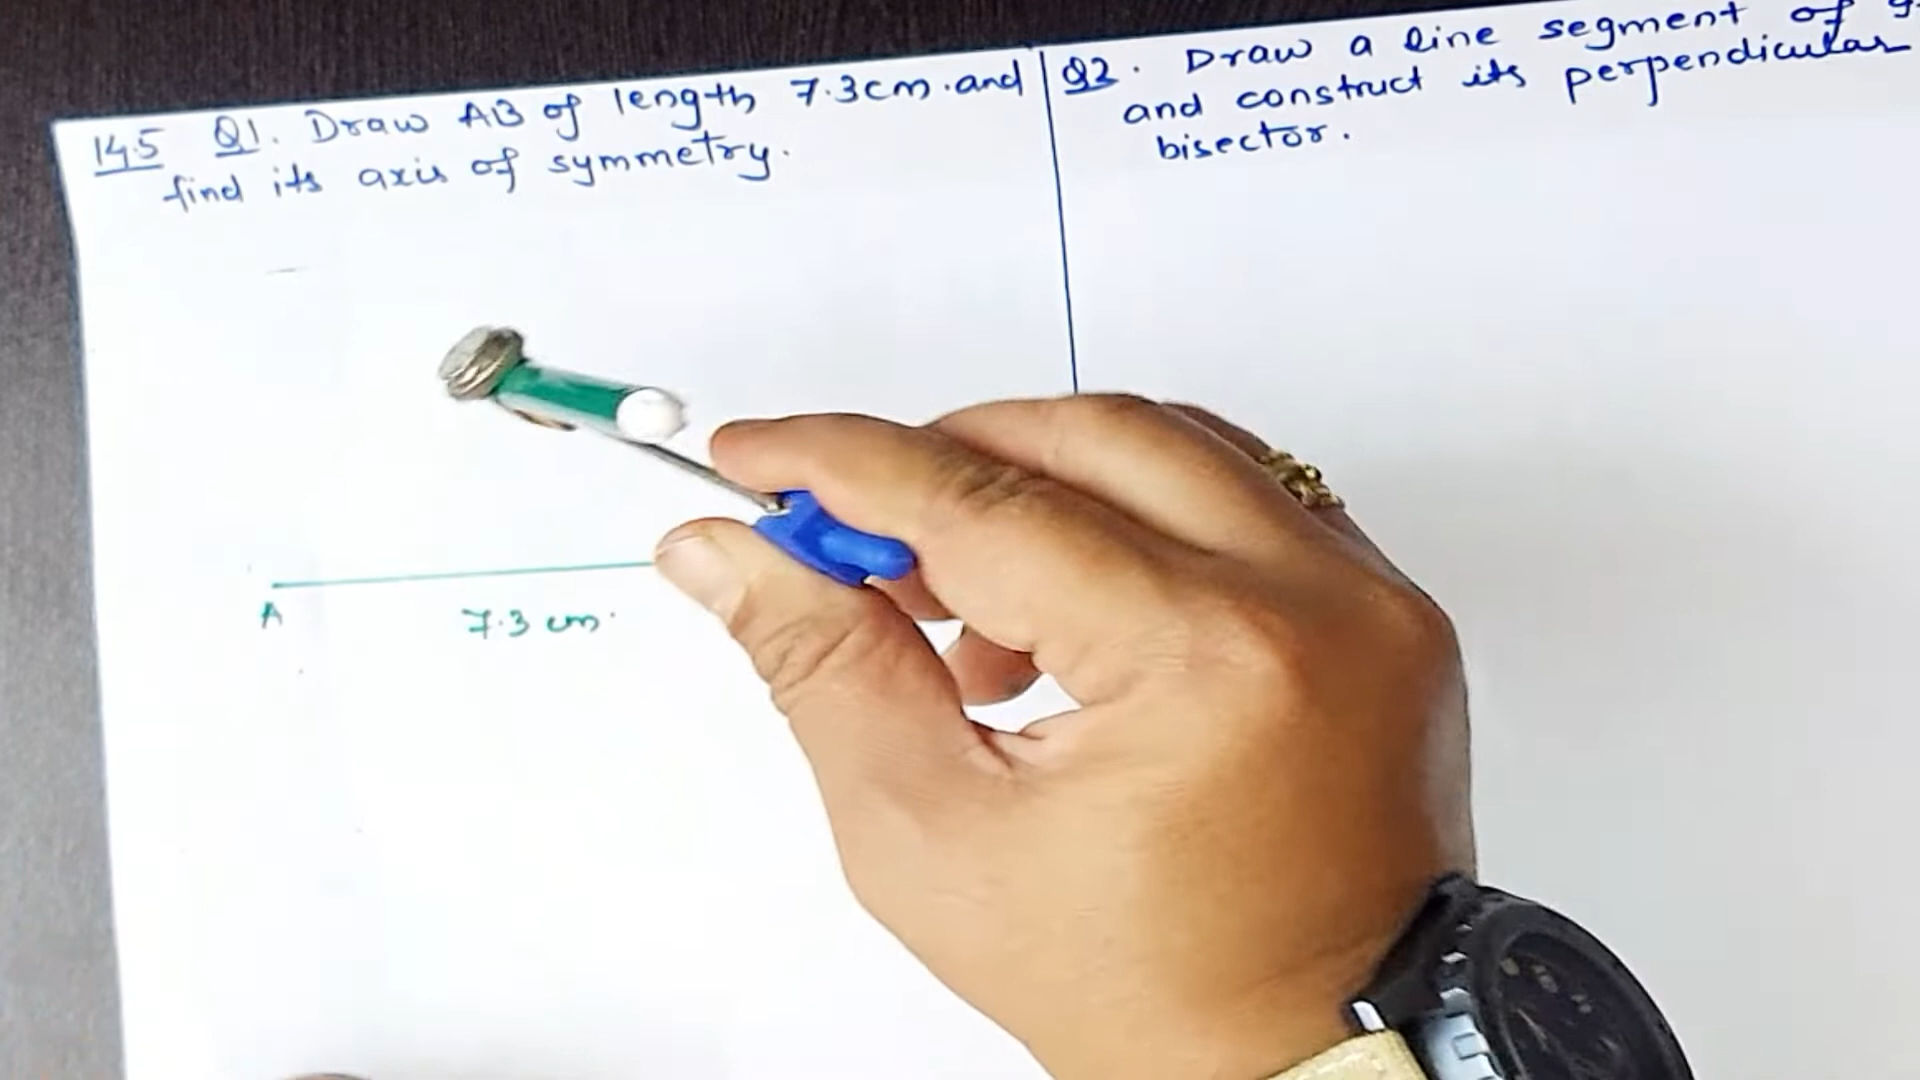 14.5 Q1. Draw AB of length 7.3cm.and
find its axis of symmetry.
Q2. Draw a line segment of
and construct its perpendicular
bisector.
A
7.3 cm.